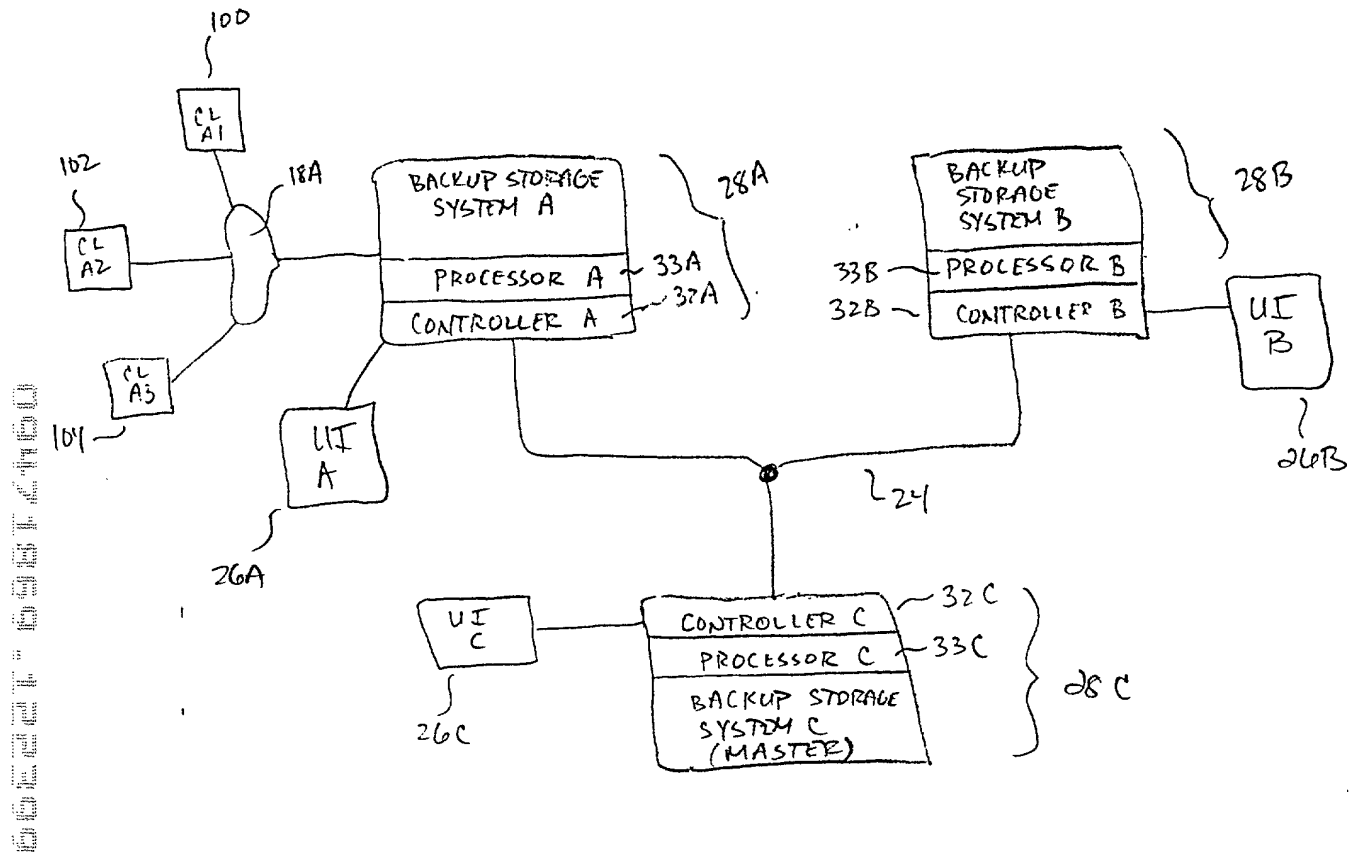 100
CL
A1
102
18A
CL
A2
CL
A3
104
BACKUP STORAGE
SYSTEM A
PROCESSOR A
CONTROLLER A
33A
32A
28A
UI
A
26A
BACKUP
STORAGE
SYSTEM B
PROCESSOR B
CONTROLLER B
33B
32B
28B
UI
B
26B
24
UI
C
26C
CONTROLLER C
PROCESSOR C
BACKUP STORAGE
SYSTEM C
(MASTER)
32C
33C
28C